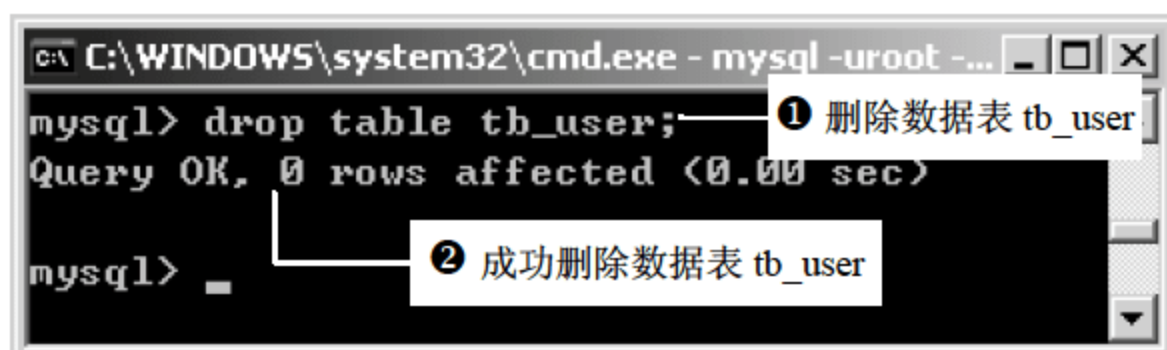 C:\WINDOWS\system32\cmd.exe - mysql -uroot -...
mysql> drop table tb_user;
❶ 删除数据表 tb_user
Query OK, 0 rows affected (0.00 sec)
❷ 成功删除数据表 tb_user
mysql> _